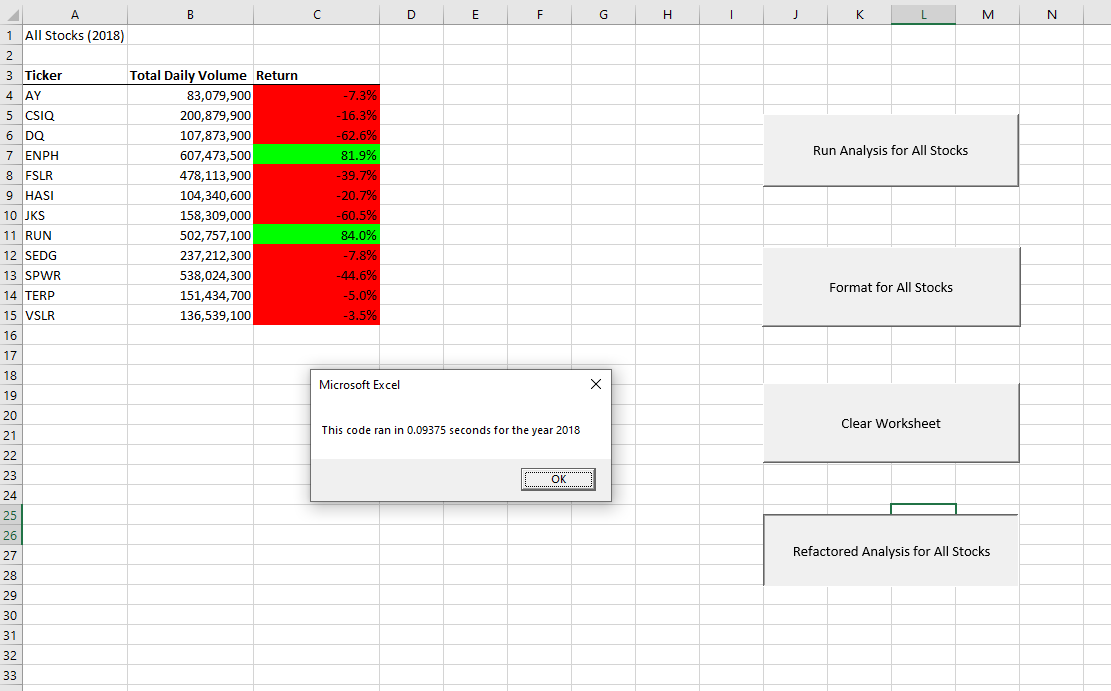 A B C D E F G H I J K L M N
1 All Stocks (2018)
2
3 Ticker Total Daily Volume Return
4 AY 83,079,900 -7.3%
5 CSIQ 200,879,900 -16.3%
6 DQ 107,873,900 -62.6%
7 ENPH 607,473,500 81.9%
8 FSLR 478,113,900 -39.7%
9 HASI 104,340,600 -20.7%
10 JKS 158,309,000 -60.5%
11 RUN 502,757,100 84.0%
12 SEDG 237,212,300 -7.8%
13 SPWR 538,024,300 -44.6%
14 TERP 151,434,700 -5.0%
15 VSLR 136,539,100 -3.5%
16
17
18
19
20
21
22
23
24
25
26
27
28
29
30
31
32
33
Run Analysis for All Stocks
Format for All Stocks
Clear Worksheet
Refactored Analysis for All Stocks
Microsoft Excel
This code ran in 0.09375 seconds for the year 2018
OK